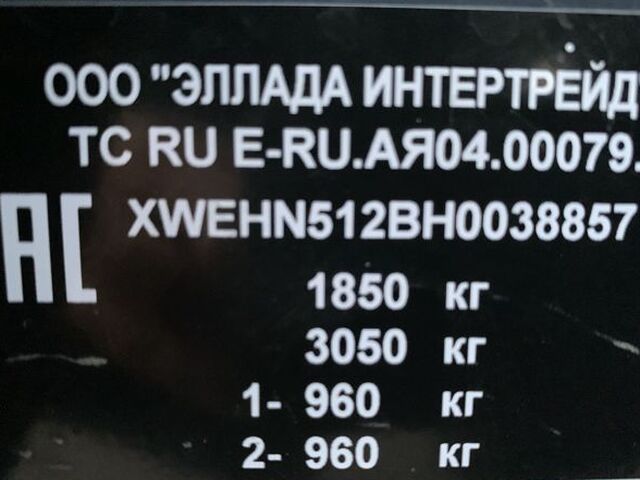 ООО "ЭЛЛАДА ИНТЕРТРЕЙД
ТС RU Е-RU.АЯ04.00079.
EAC
XWEHN512BH0038857
1850 кг
3050 кг
1- 960 кг
2- 960 кг